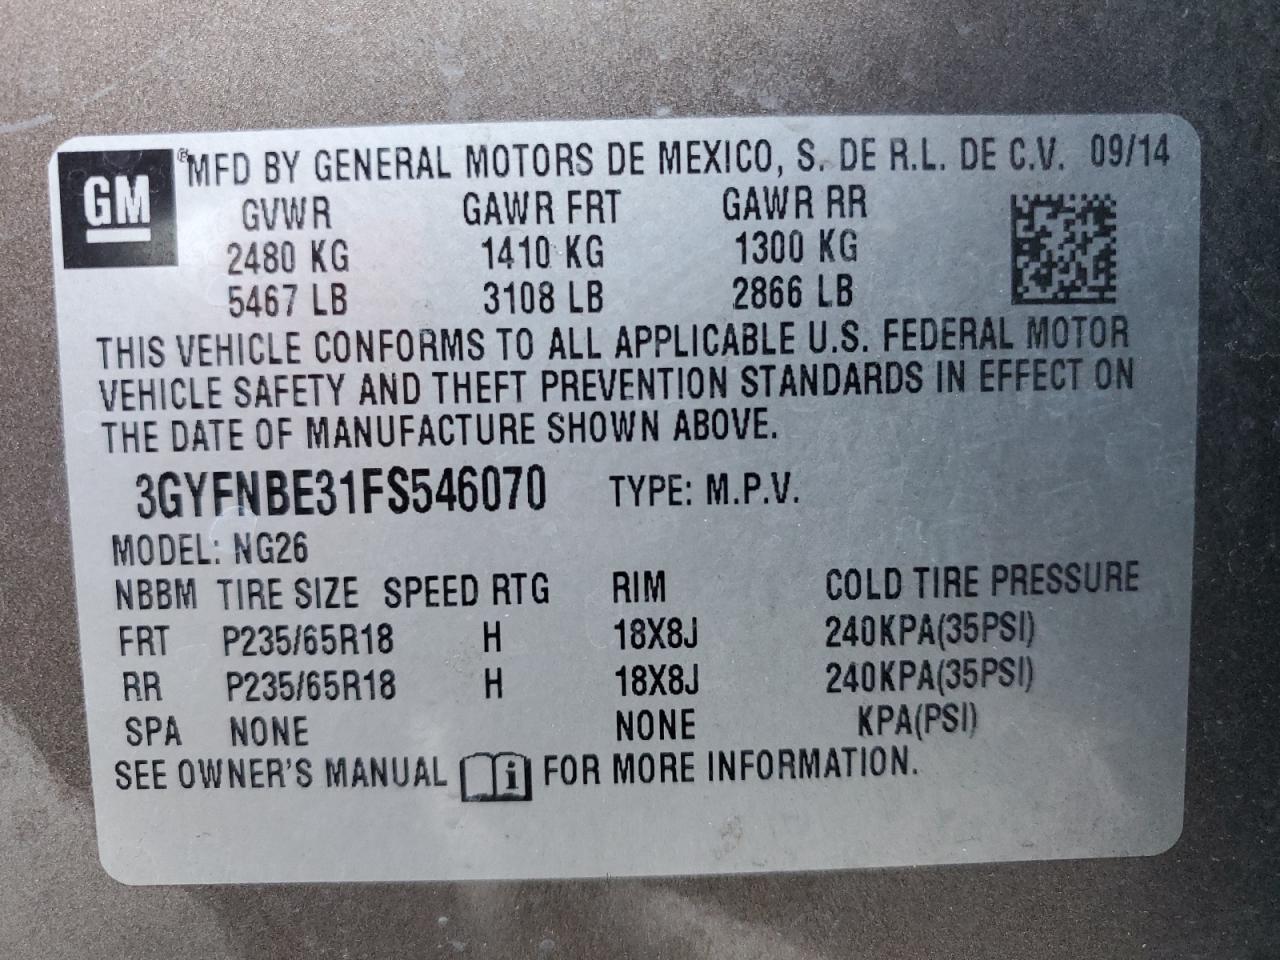 GM ® MFD BY GENERAL MOTORS DE MEXICO, S. DE R.L. DE C.V. 09/14
GVWR GAWR FRT GAWR RR
2480 KG 1410 KG 1300 KG
5467 LB 3108 LB 2866 LB
THIS VEHICLE CONFORMS TO ALL APPLICABLE U.S. FEDERAL MOTOR
VEHICLE SAFETY AND THEFT PREVENTION STANDARDS IN EFFECT ON
THE DATE OF MANUFACTURE SHOWN ABOVE.
3GYFNBE31FS546070 TYPE: M.P.V.
MODEL: NG26
NBBM TIRE SIZE SPEED RTG RIM COLD TIRE PRESSURE
FRT P235/65R18 H 18X8J 240KPA(35PSI)
RR P235/65R18 H 18X8J 240KPA(35PSI)
SPA NONE NONE KPA(PSI)
SEE OWNER'S MANUAL i FOR MORE INFORMATION.